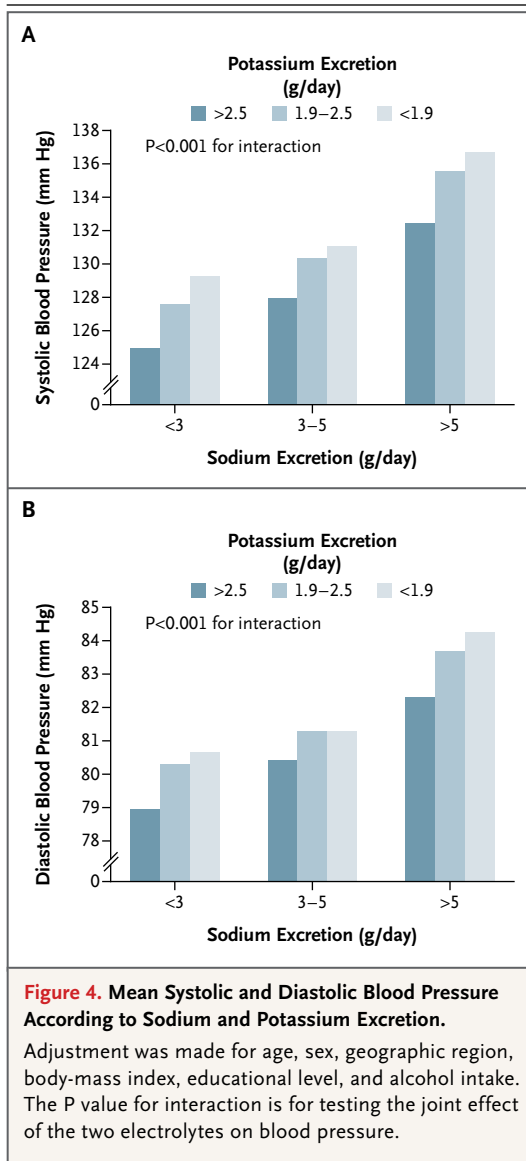 A
Potassium Excretion
(g/day)
>2.5 1.9–2.5 <1.9
P<0.001 for interaction
Systolic Blood Pressure (mm Hg)
138
136
134
132
130
128
126
124
0
<3 3–5 >5
Sodium Excretion (g/day)
B
Potassium Excretion
(g/day)
>2.5 1.9–2.5 <1.9
P<0.001 for interaction
Diastolic Blood Pressure (mm Hg)
85
84
83
82
81
80
79
78
0
<3 3–5 >5
Sodium Excretion (g/day)
Figure 4. Mean Systolic and Diastolic Blood Pressure
According to Sodium and Potassium Excretion.
Adjustment was made for age, sex, geographic region,
body-mass index, educational level, and alcohol intake.
The P value for interaction is for testing the joint effect
of the two electrolytes on blood pressure.